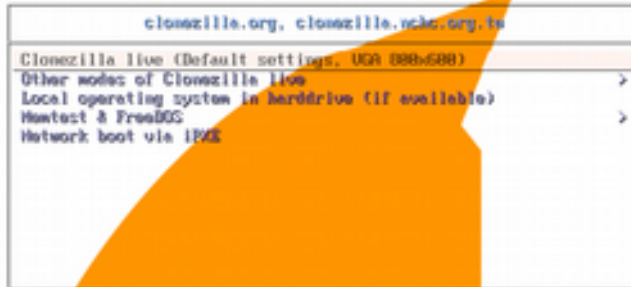 clonezilla.org, clonezilla.nchc.org.tw
Clonezilla live (Default settings, VGA 800x600)
Other modes of Clonezilla live >
Local operating system in harddrive (if available)
Memtest & FreeDOS >
Network boot via iPXE